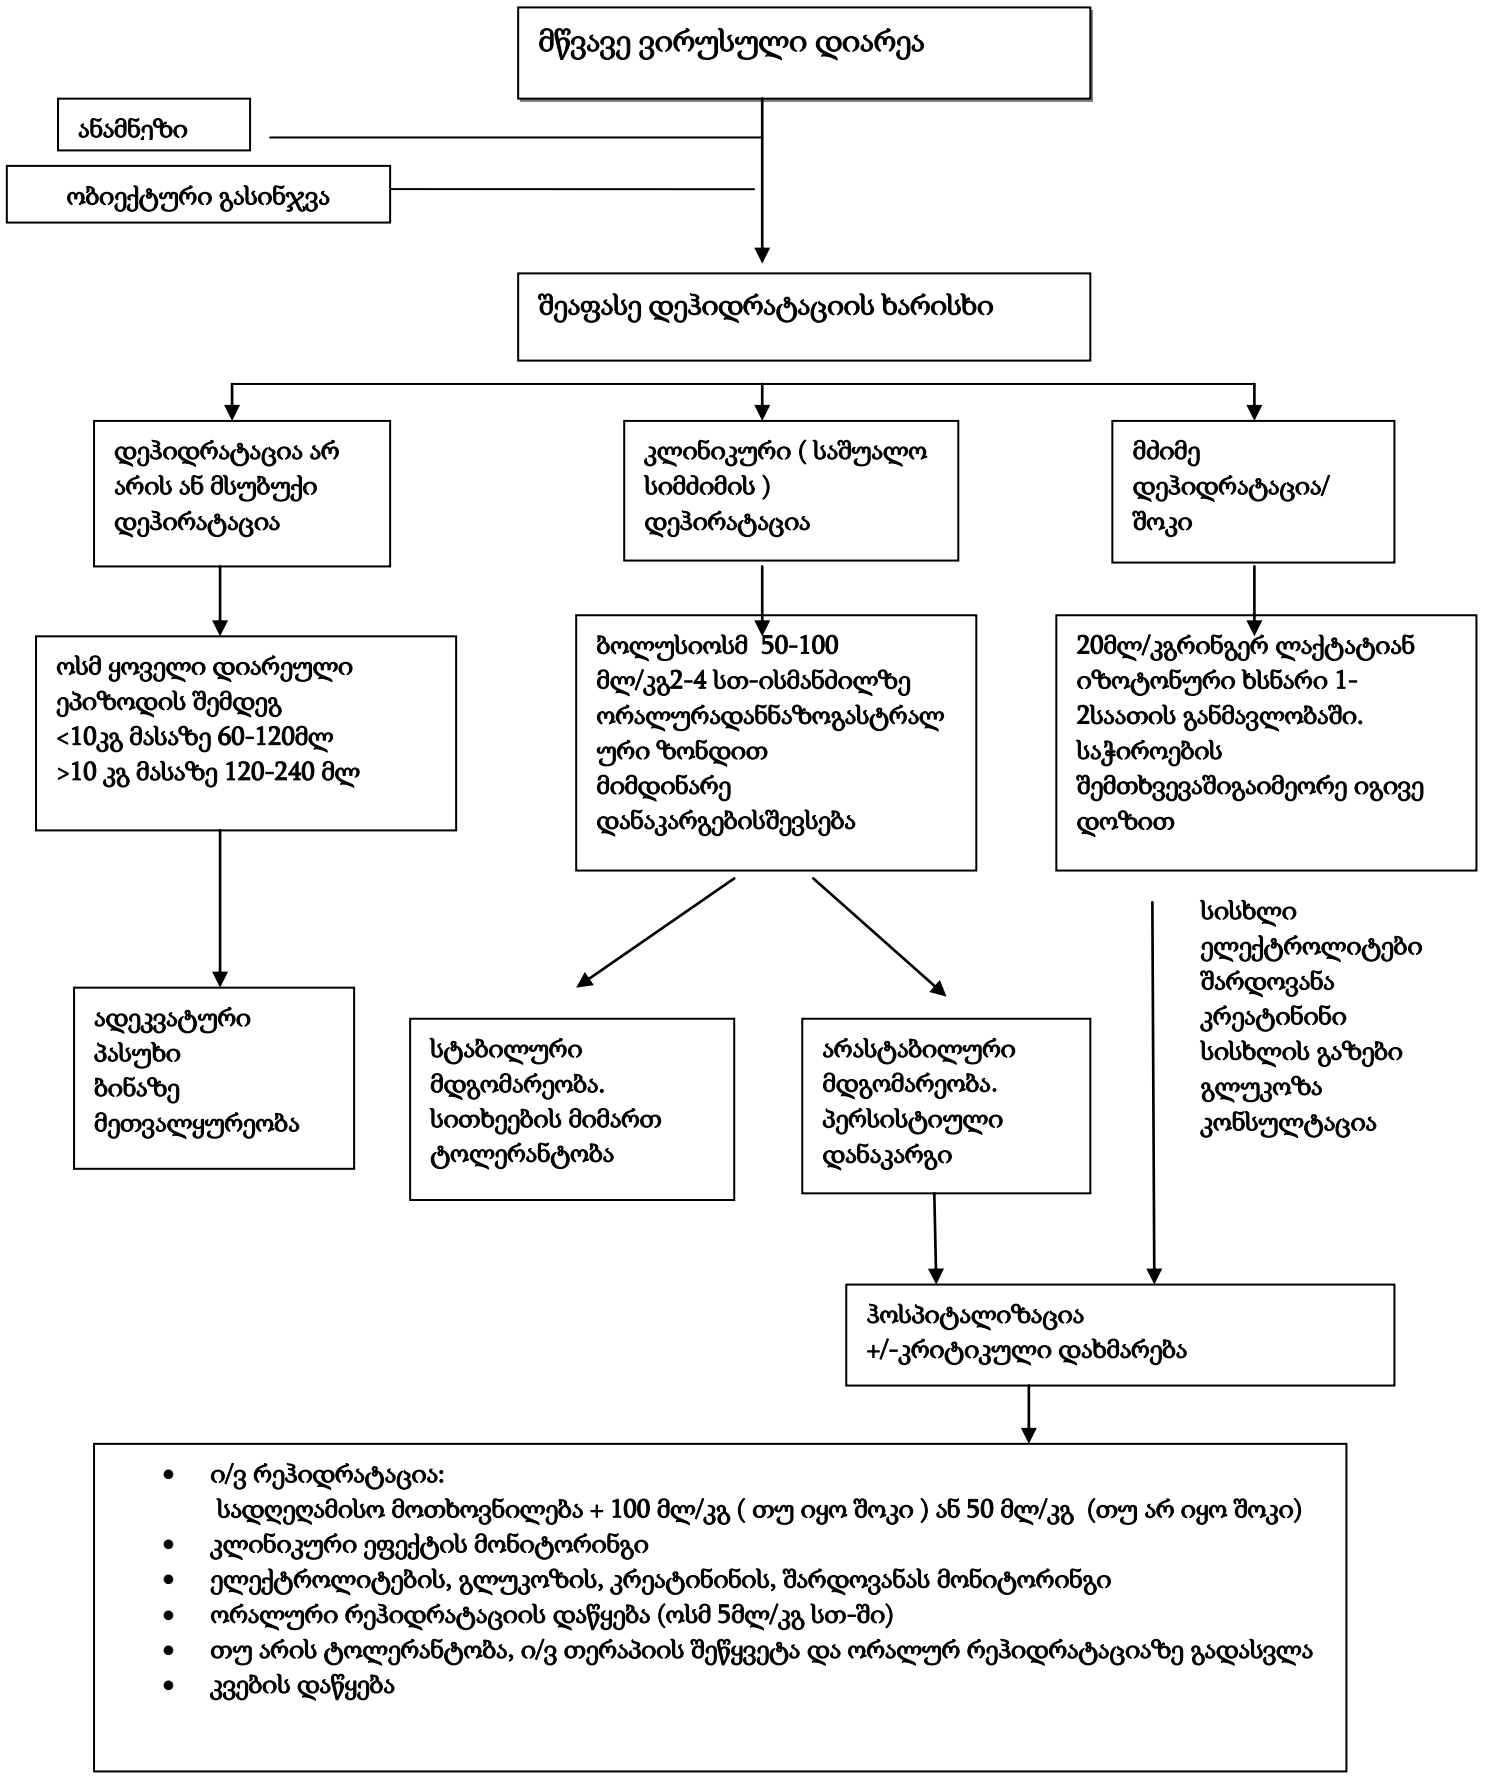 მწვავე ვირუსული დიარეა
ანამნეზი
ობიექტური გასინჯვა
შეაფასე დეჰიდრატაციის ხარისხი
დეჰიდრატაცია არ
არის ან მსუბუქი
დეჰირატაცია
კლინიკური ( საშუალო
სიმძიმის )
დეჰირატაცია
მძიმე
დეჰიდრატაცია/
შოკი
ოსმ ყოველი დიარეული
ეპიზოდის შემდეგ
<10კგ მასაზე 60-120მლ
>10 კგ მასაზე 120-240 მლ
ბოლუსიოსმ 50-100
მლ/კგ2-4 სთ-ისმანძილზე
ორალურადანნაზოგასტრალ
ური ზონდით
მიმდინარე
დანაკარგებისშევსება
20მლ/კგრინგერ ლაქტატიან
იზოტონური ხსნარი 1-
2საათის განმავლობაში.
საჭიროების
შემთხვევაშიგაიმეორე იგივე
დოზით
სისხლი
ელექტროლიტები
შარდოვანა
კრეატინინი
სისხლის გაზები
გლუკოზა
კონსულტაცია
ადეკვატური
პასუხი
ბინაზე
მეთვალყურეობა
სტაბილური
მდგომარეობა.
სითხეების მიმართ
ტოლერანტობა
არასტაბილური
მდგომარეობა.
პერსისტიული
დანაკარგი
ჰოსპიტალიზაცია
+/-კრიტიკული დახმარება
• ი/ვ რეჰიდრატაცია:
სადღეღამისო მოთხოვნილება + 100 მლ/კგ ( თუ იყო შოკი ) ან 50 მლ/კგ (თუ არ იყო შოკი)
• კლინიკური ეფექტის მონიტორინგი
• ელექტროლიტების, გლუკოზის, კრეატინინის, შარდოვანას მონიტორინგი
• ორალური რეჰიდრატაციის დაწყება (ოსმ 5მლ/კგ სთ-ში)
• თუ არის ტოლერანტობა, ი/ვ თერაპიის შეწყვეტა და ორალურ რეჰიდრატაციაზე გადასვლა
• კვების დაწყება